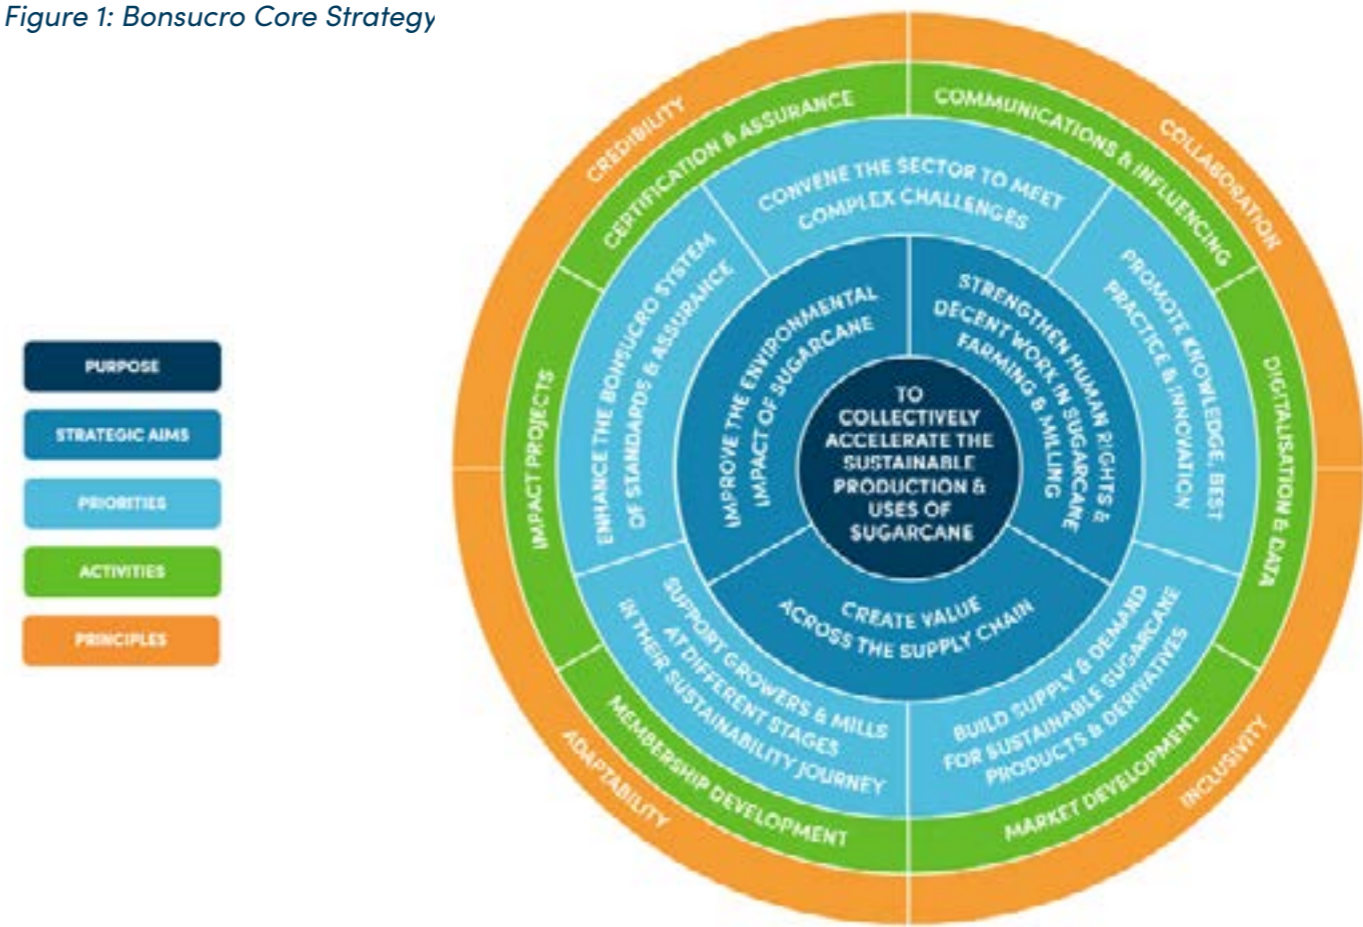 Figure 1: Bonsucro Core Strategy
PURPOSE
STRATEGIC AIMS
PRIORITIES
ACTIVITIES
PRINCIPLES
CREDIBILITY
COLLABORATION
INCLUSIVITY
ADAPTABILITY
CERTIFICATION & ASSURANCE
COMMUNICATIONS & INFLUENCING
DIGITALISATION & DATA
MARKET DEVELOPMENT
MEMBERSHIP DEVELOPMENT
IMPACT PROJECTS
CONVENE THE SECTOR TO MEET
COMPLEX CHALLENGES
PROMOTE KNOWLEDGE, BEST
PRACTICE & INNOVATION
BUILD SUPPLY & DEMAND
FOR SUSTAINABLE SUGARCANE
PRODUCTS & DERIVATIVES
SUPPORT GROWERS & MILLS
AT DIFFERENT STAGES
IN THEIR SUSTAINABILITY JOURNEY
ENHANCE THE BONSUCRO SYSTEM
OF STANDARDS & ASSURANCE
IMPROVE THE ENVIRONMENTAL
IMPACT OF SUGARCANE
STRENGTHEN HUMAN RIGHTS &
DECENT WORK IN SUGARCANE
FARMING & MILLING
CREATE VALUE
ACROSS THE SUPPLY CHAIN
TO
COLLECTIVELY
ACCELERATE THE
SUSTAINABLE
PRODUCTION &
USES OF
SUGARCANE